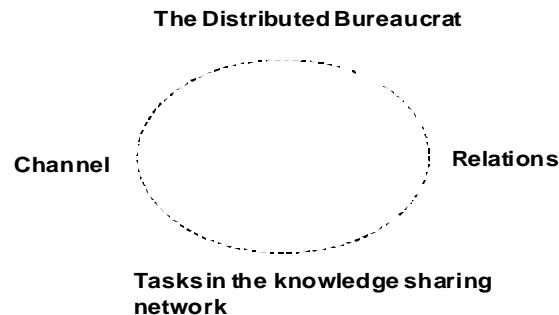 The Distributed Bureaucrat
Channel
Relations
Tasks in the knowledge sharing
network